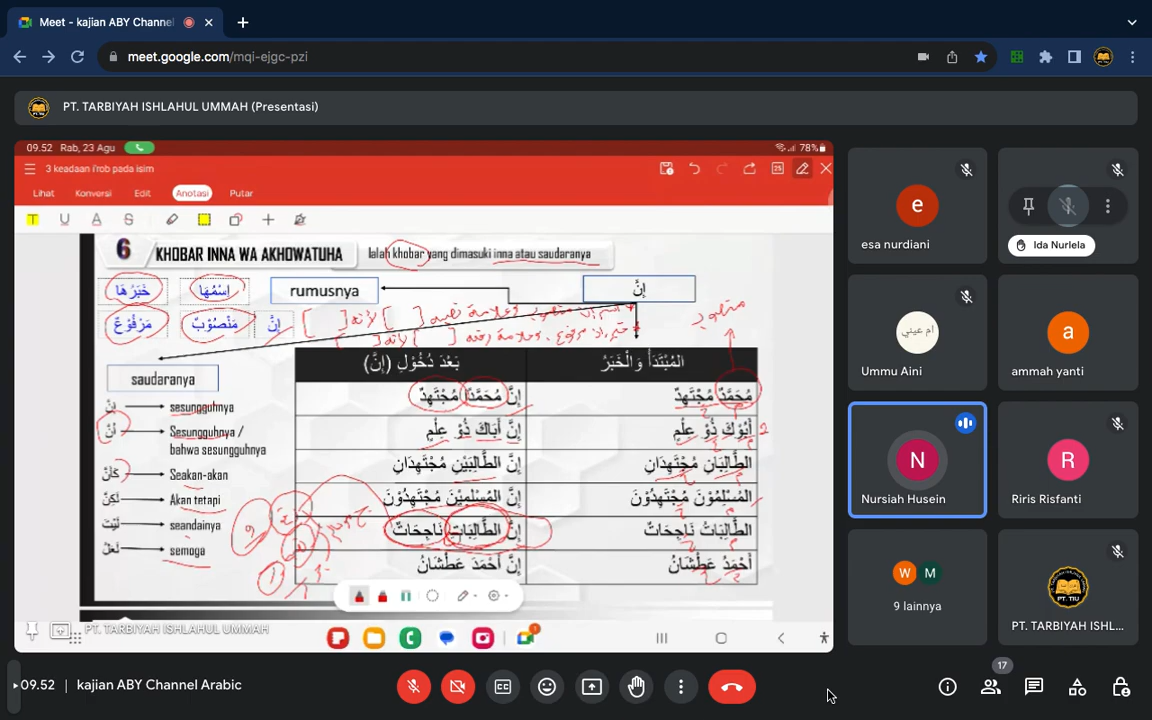 Meet - kajian ABY Channel
meet.google.com/mqi-ejgc-pzi
PT. TARBIYAH ISHLAHUL UMMAH (Presentasi)
09.52 Rab, 23 Agu
78%
3 keadaan i'rob pada isim
Lihat Konversi Edit Anotasi Putar
6 KHOBAR INNA WA AKHOWATUHA
Ialah khobar yang dimasuki inna atau saudaranya
خَبَرُهَا اِسْمُهَا rumusnya إِنَّ
مَرْفُوْعٌ مَنْصُوْبٌ إِنَّ
saudaranya
إِنَّ sesungguhnya
أَنَّ Sesungguhnya /
bahwa sesungguhnya
كَأَنَّ Seakan-akan
لَكِنَّ Akan tetapi
لَيْتَ seandainya
لَعَلَّ semoga
المُبْتَدَأُ وَالْخَبَرُ بَعْدَ دُخُوْلِ (إِنَّ)
مُحَمَّدٌ مُجْتَهِدٌ إِنَّ مُحَمَّدًا مُجْتَهِدٌ
أَبُوْكَ ذُوْ عِلْمٍ إِنَّ أَبَاكَ ذُوْ عِلْمٍ
الطَّالِبَانِ مُجْتَهِدَانِ إِنَّ الطَّالِبَيْنِ مُجْتَهِدَانِ
المُسْلِمُوْنَ مُجْتَهِدُوْنَ إِنَّ المُسْلِمِيْنَ مُجْتَهِدُوْنَ
الطَّالِبَاتُ نَاجِحَاتٌ إِنَّ الطَّالِبَاتِ نَاجِحَاتٌ
أَحْمَدُ عَطْشَانُ إِنَّ أَحْمَدَ عَطْشَانُ
PT. TARBIYAH ISHLAHUL UMMAH
e
esa nurdiani
Ida Nurlela
أم عيني
Ummu Aini
a
ammah yanti
N
Nursiah Husein
R
Riris Risfanti
W M
9 lainnya
PT. TIU
PT. TARBIYAH ISHL...
09.52 | kajian ABY Channel Arabic
17